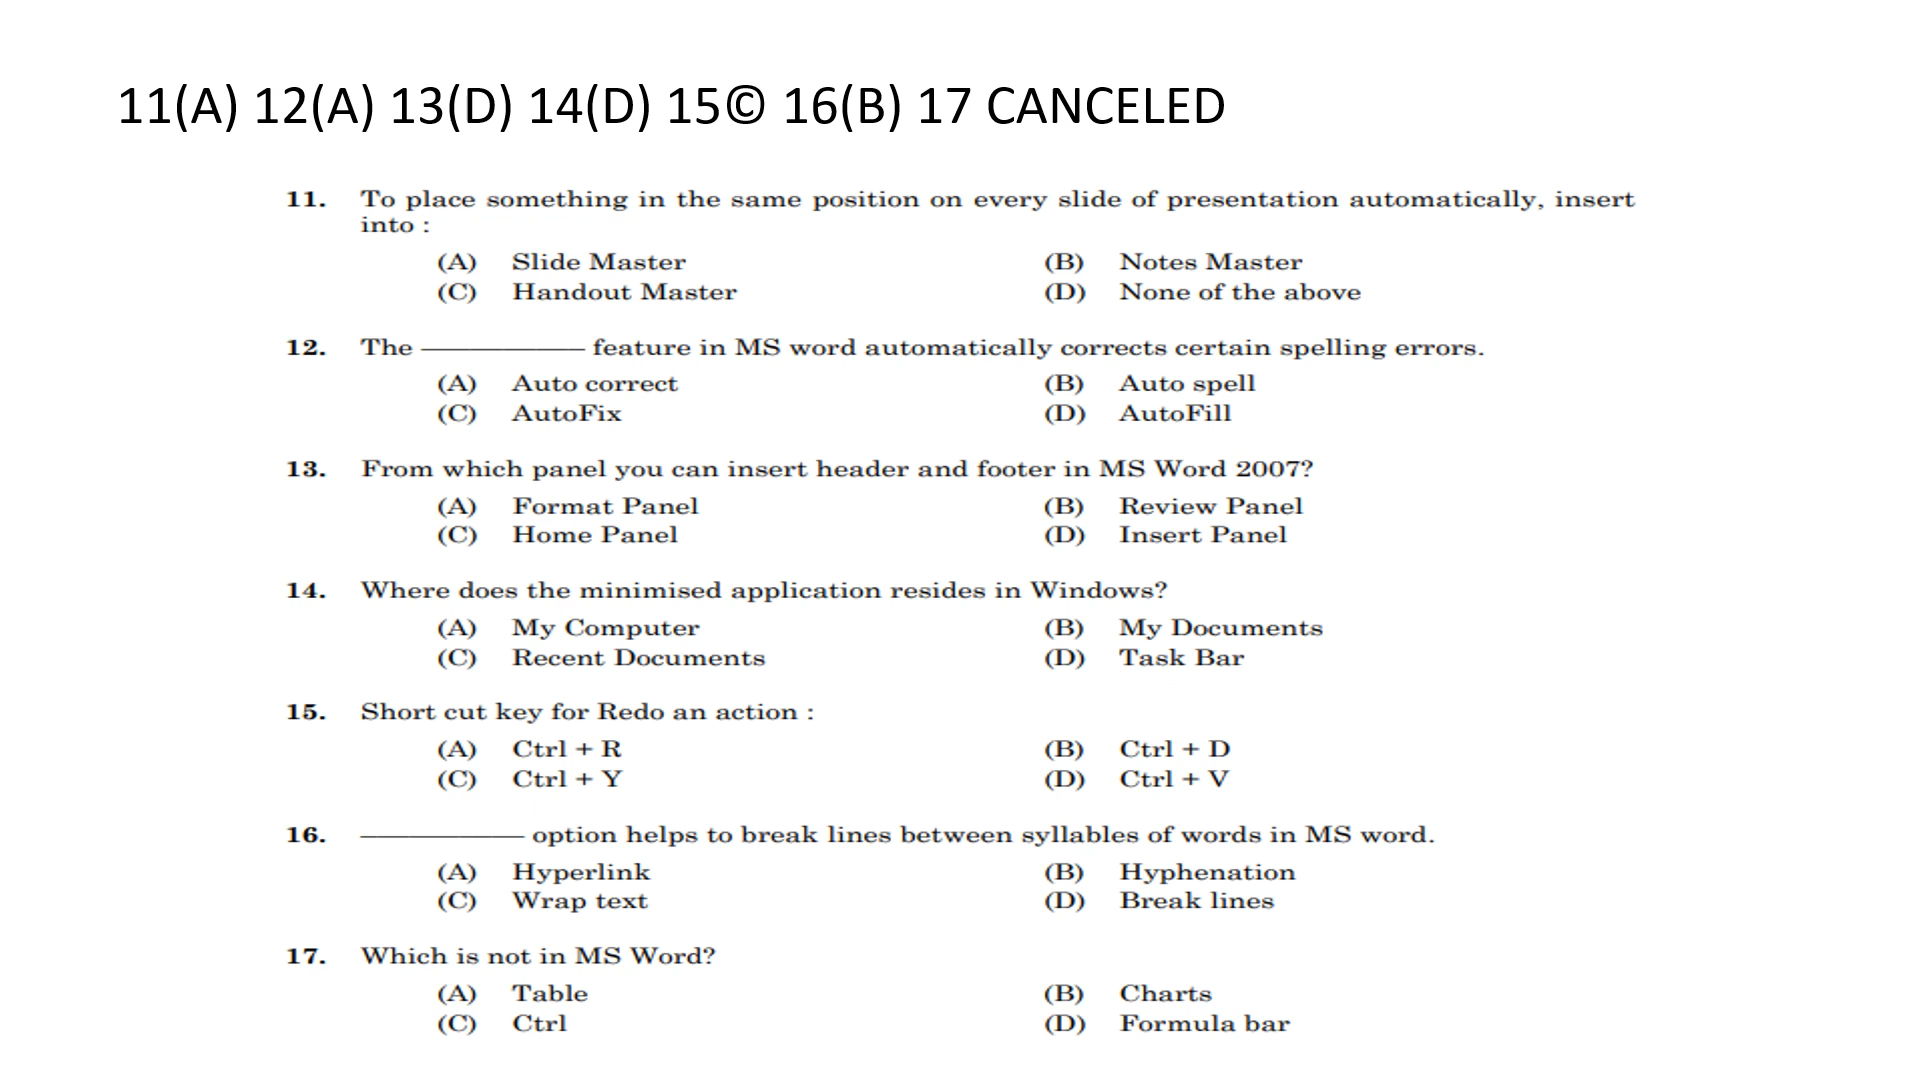 11(A) 12(A) 13(D) 14(D) 15© 16(B) 17 CANCELED
11. To place something in the same position on every slide of presentation automatically, insert
into :
(A) Slide Master (B) Notes Master
(C) Handout Master (D) None of the above
12. The ————— feature in MS word automatically corrects certain spelling errors.
(A) Auto correct (B) Auto spell
(C) AutoFix (D) AutoFill
13. From which panel you can insert header and footer in MS Word 2007?
(A) Format Panel (B) Review Panel
(C) Home Panel (D) Insert Panel
14. Where does the minimised application resides in Windows?
(A) My Computer (B) My Documents
(C) Recent Documents (D) Task Bar
15. Short cut key for Redo an action :
(A) Ctrl + R (B) Ctrl + D
(C) Ctrl + Y (D) Ctrl + V
16. ————— option helps to break lines between syllables of words in MS word.
(A) Hyperlink (B) Hyphenation
(C) Wrap text (D) Break lines
17. Which is not in MS Word?
(A) Table (B) Charts
(C) Ctrl (D) Formula bar